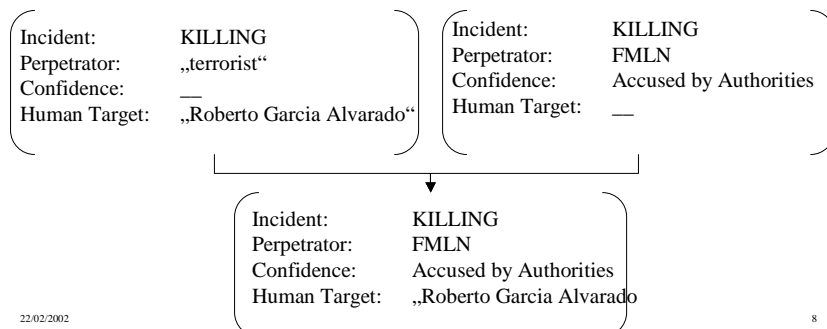 Incident: KILLING
Perpetrator: „terrorist“
Confidence: __
Human Target: „Roberto Garcia Alvarado“
Incident: KILLING
Perpetrator: FMLN
Confidence: Accused by Authorities
Human Target: __
Incident: KILLING
Perpetrator: FMLN
Confidence: Accused by Authorities
Human Target: „Roberto Garcia Alvarado
22/02/2002
8